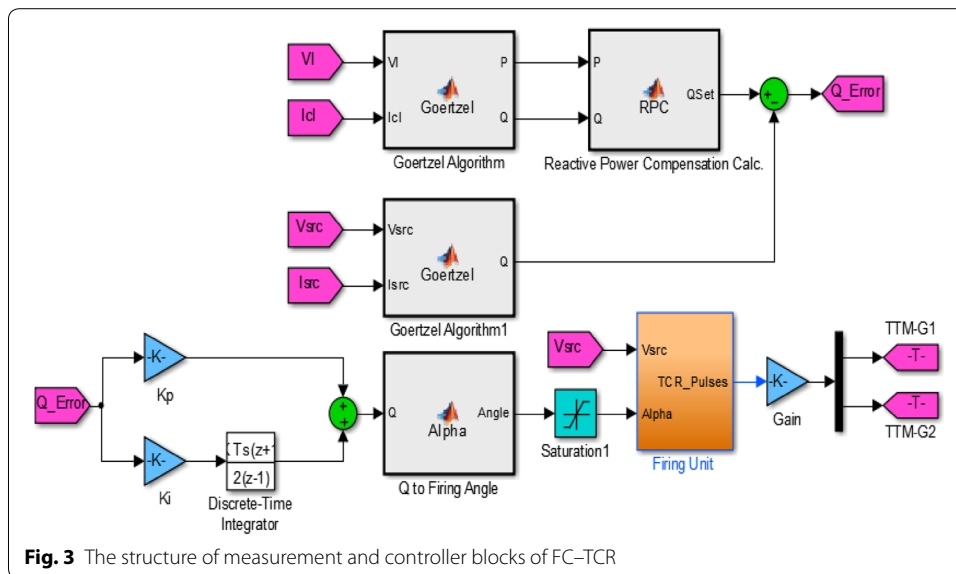 Vl
Icl
Vl
Icl
Goertzel
P
Q
Goertzel Algorithm
P
Q
RPC
QSet
Reactive Power Compensation Calc.
+
-
Q_Error
Vsrc
Isrc
Vsrc
Isrc
Goertzel
Q
Goertzel Algorithm1
Q_Error
-K-
Kp
-K-
Ki
Ts(z+
2(z-1)
Discrete-Time
Integrator
+
+
Q
Alpha
Angle
Q to Firing Angle
Saturation1
Vsrc
Vsrc
TCR_Pulses
Alpha
Firing Unit
-K-
Gain
TTM-G1
-T-
-T-
TTM-G2
Fig. 3 The structure of measurement and controller blocks of FC–TCR